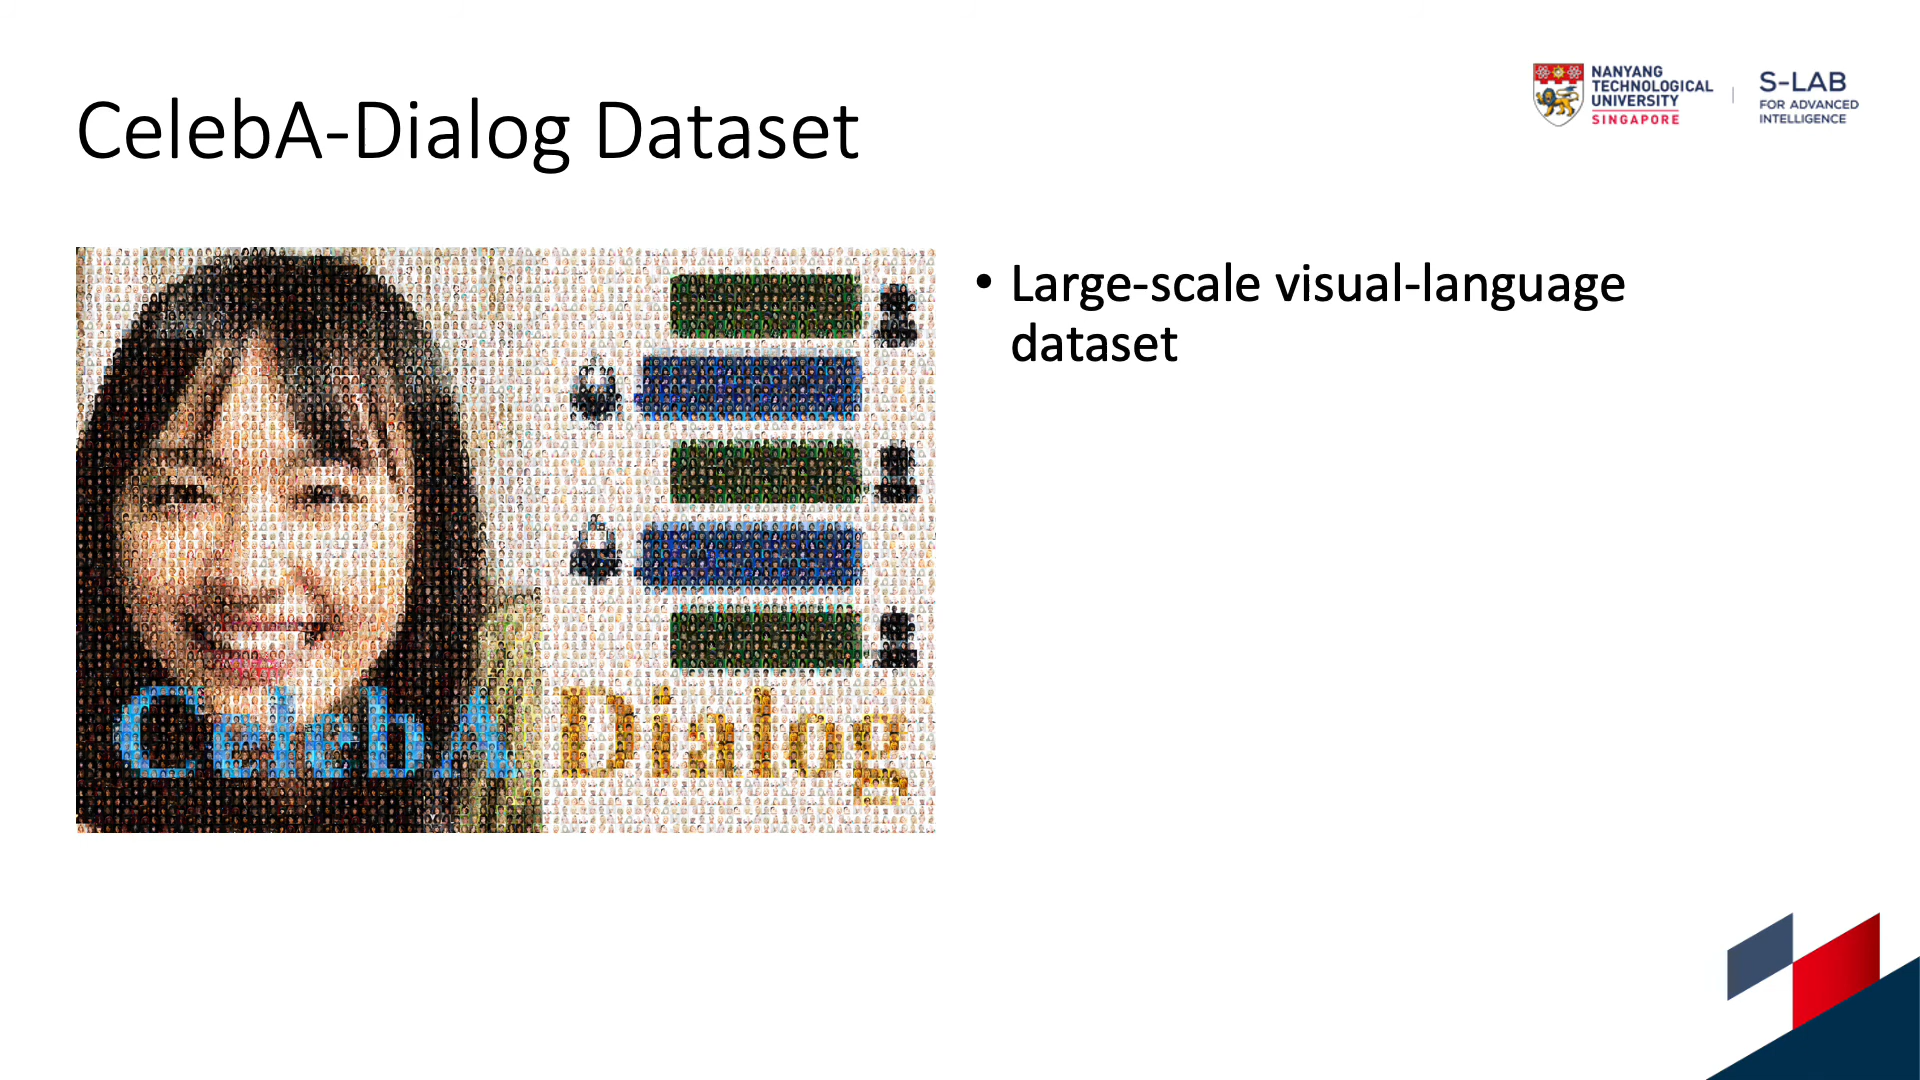 CelebA-Dialog Dataset
NANYANG
TECHNOLOGICAL
UNIVERSITY
SINGAPORE
S-LAB
FOR ADVANCED
INTELLIGENCE
• Large-scale visual-language
dataset
CelebA Dialog